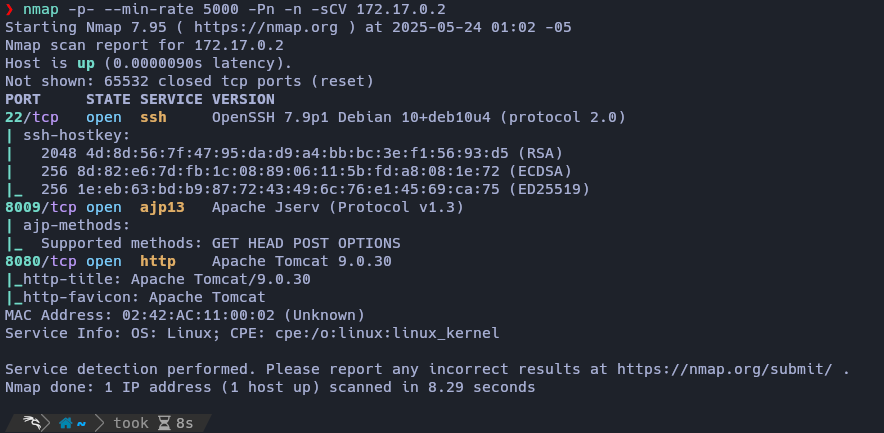 ❯ nmap -p- --min-rate 5000 -Pn -n -sCV 172.17.0.2
Starting Nmap 7.95 ( https://nmap.org ) at 2025-05-24 01:02 -05
Nmap scan report for 172.17.0.2
Host is up (0.0000090s latency).
Not shown: 65532 closed tcp ports (reset)
PORT     STATE SERVICE VERSION
22/tcp   open  ssh     OpenSSH 7.9p1 Debian 10+deb10u4 (protocol 2.0)
| ssh-hostkey:
|   2048 4d:8d:56:7f:47:95:da:d9:a4:bb:bc:3e:f1:56:93:d5 (RSA)
|   256 8d:82:e6:7d:fb:1c:08:89:06:11:5b:fd:a8:08:1e:72 (ECDSA)
|_  256 1e:eb:63:bd:b9:87:72:43:49:6c:76:e1:45:69:ca:75 (ED25519)
8009/tcp open  ajp13   Apache Jserv (Protocol v1.3)
| ajp-methods:
|_  Supported methods: GET HEAD POST OPTIONS
8080/tcp open  http    Apache Tomcat 9.0.30
|_http-title: Apache Tomcat/9.0.30
|_http-favicon: Apache Tomcat
MAC Address: 02:42:AC:11:00:02 (Unknown)
Service Info: OS: Linux; CPE: cpe:/o:linux:linux_kernel

Service detection performed. Please report any incorrect results at https://nmap.org/submit/ .
Nmap done: 1 IP address (1 host up) scanned in 8.29 seconds

~ took 8s